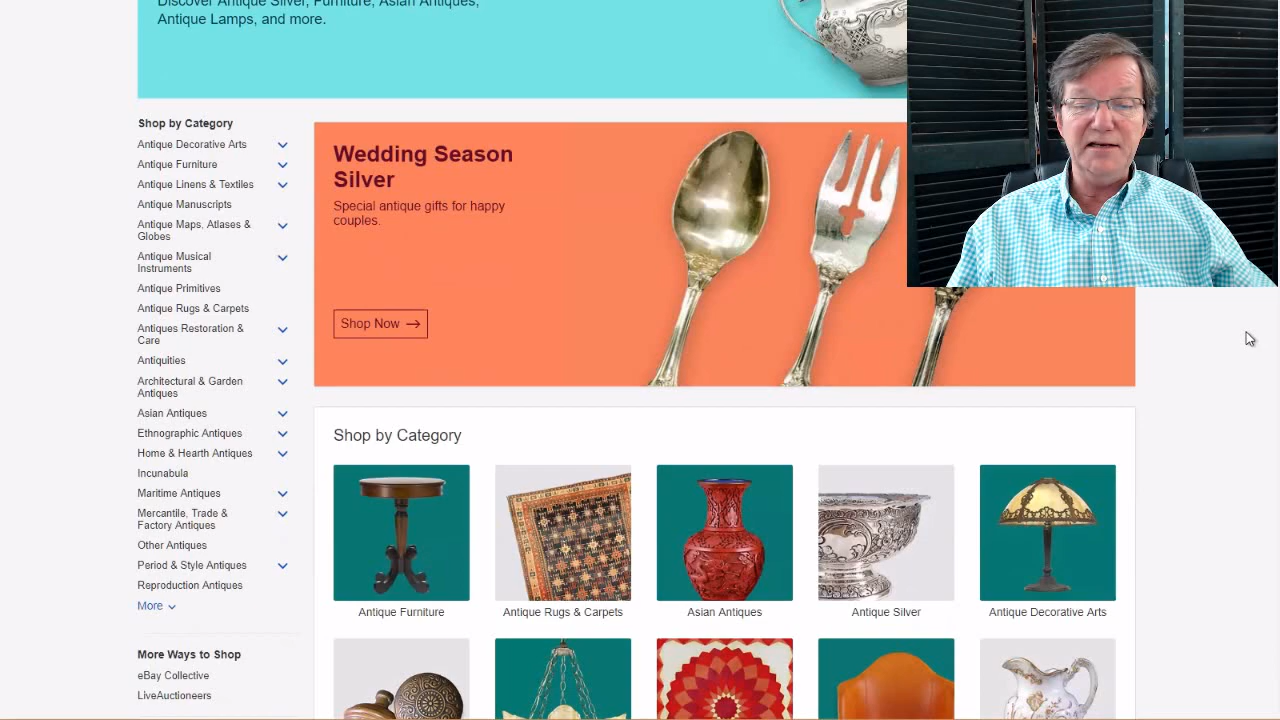 Discover Antique Silver, Furniture, Asian Antiques,
Antique Lamps, and more.
Shop by Category
Antique Decorative Arts
Antique Furniture
Antique Linens & Textiles
Antique Manuscripts
Antique Maps, Atlases &
Globes
Antique Musical
Instruments
Antique Primitives
Antique Rugs & Carpets
Antiques Restoration &
Care
Antiquities
Architectural & Garden
Antiques
Asian Antiques
Ethnographic Antiques
Home & Hearth Antiques
Incunabula
Maritime Antiques
Mercantile, Trade &
Factory Antiques
Other Antiques
Period & Style Antiques
Reproduction Antiques
More
More Ways to Shop
eBay Collective
LiveAuctioneers
Wedding Season
Silver
Special antique gifts for happy
couples.
Shop Now
Shop by Category
Antique Furniture
Antique Rugs & Carpets
Asian Antiques
Antique Silver
Antique Decorative Arts